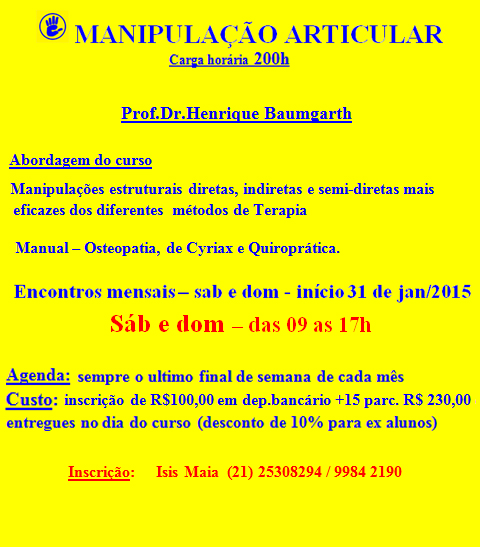 MANIPULAÇÃO ARTICULAR
Carga horária 200h
Prof.Dr.Henrique Baumgarth
Abordagem do curso
Manipulações estruturais diretas, indiretas e semi-diretas mais
eficazes dos diferentes métodos de Terapia
Manual – Osteopatia, de Cyriax e Quiroprática.
Encontros mensais – sab e dom - início 31 de jan/2015
Sáb e dom – das 09 as 17h
Agenda: sempre o ultimo final de semana de cada mês
Custo: inscrição de R$100,00 em dep.bancário +15 parc. R$ 230,00
entregues no dia do curso (desconto de 10% para ex alunos)
Inscrição: Isis Maia (21) 25308294 / 9984 2190